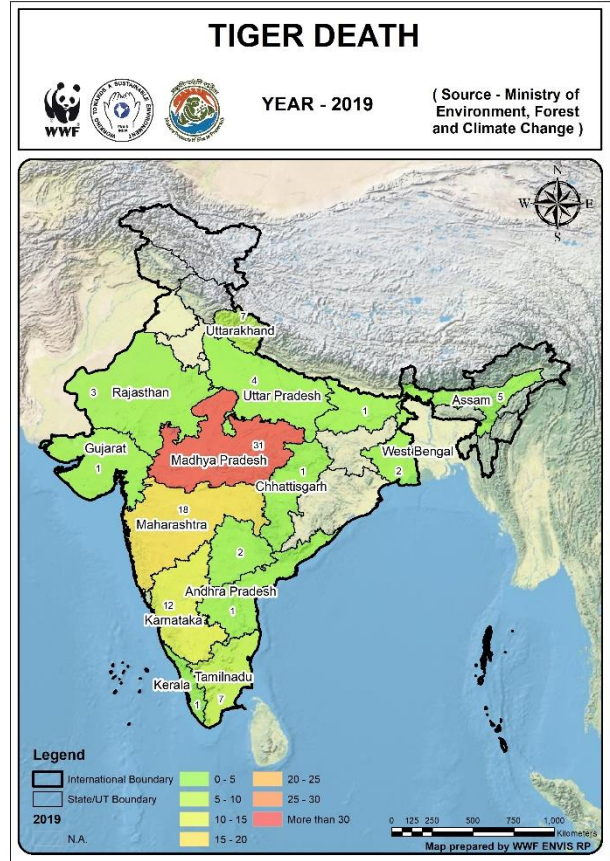 TIGER DEATH
WWF
WORKING TOWARDS A SUSTAINABLE ENVIRONMENT
YEAR - 2019
( Source - Ministry of
Environment, Forest
and Climate Change )
N
W E
S
7
Uttarakhand
3
Rajasthan
4
Uttar Pradesh
1
Assam
5
Gujarat
1
31
Madhya Pradesh
1
Chhattisgarh
West Bengal
2
18
Maharashtra
2
Andhra Pradesh
1
12
Karnataka
Kerala
1
Tamilnadu
7
Legend
International Boundary
State/UT Boundary
2019
N.A.
0 - 5
5 - 10
10 - 15
15 - 20
20 - 25
25 - 30
More than 30
0 125 250 500 750 1,000
Kilometers
Map prepared by WWF ENVIS RP